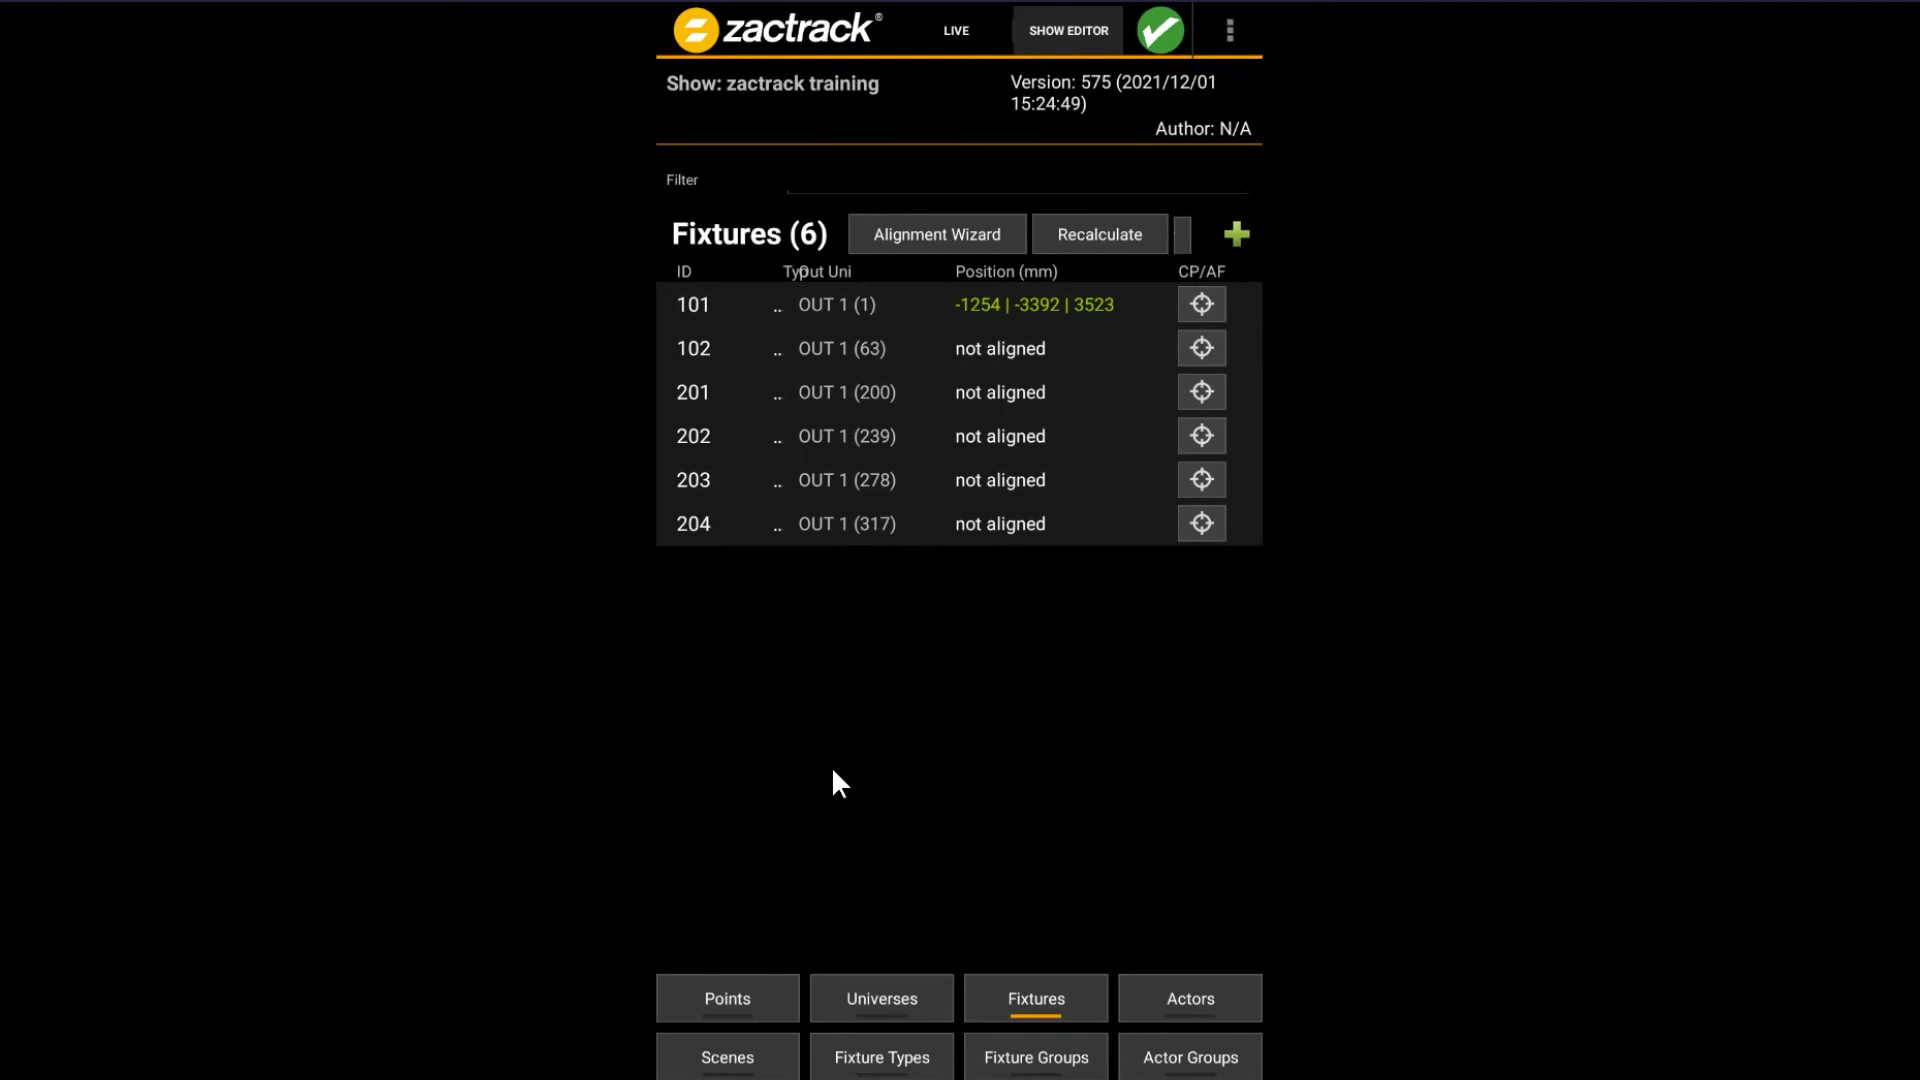 zactrack®
LIVE
SHOW EDITOR
Show: zactrack training
Version: 575 (2021/12/01
15:24:49)
Author: N/A
Filter
Fixtures (6)
Alignment Wizard
Recalculate
ID Typ Out Uni Position (mm) CP/AF
101 .. OUT 1 (1) -1254 | -3392 | 3523
102 .. OUT 1 (63) not aligned
201 .. OUT 1 (200) not aligned
202 .. OUT 1 (239) not aligned
203 .. OUT 1 (278) not aligned
204 .. OUT 1 (317) not aligned
Points
Universes
Fixtures
Actors
Scenes
Fixture Types
Fixture Groups
Actor Groups